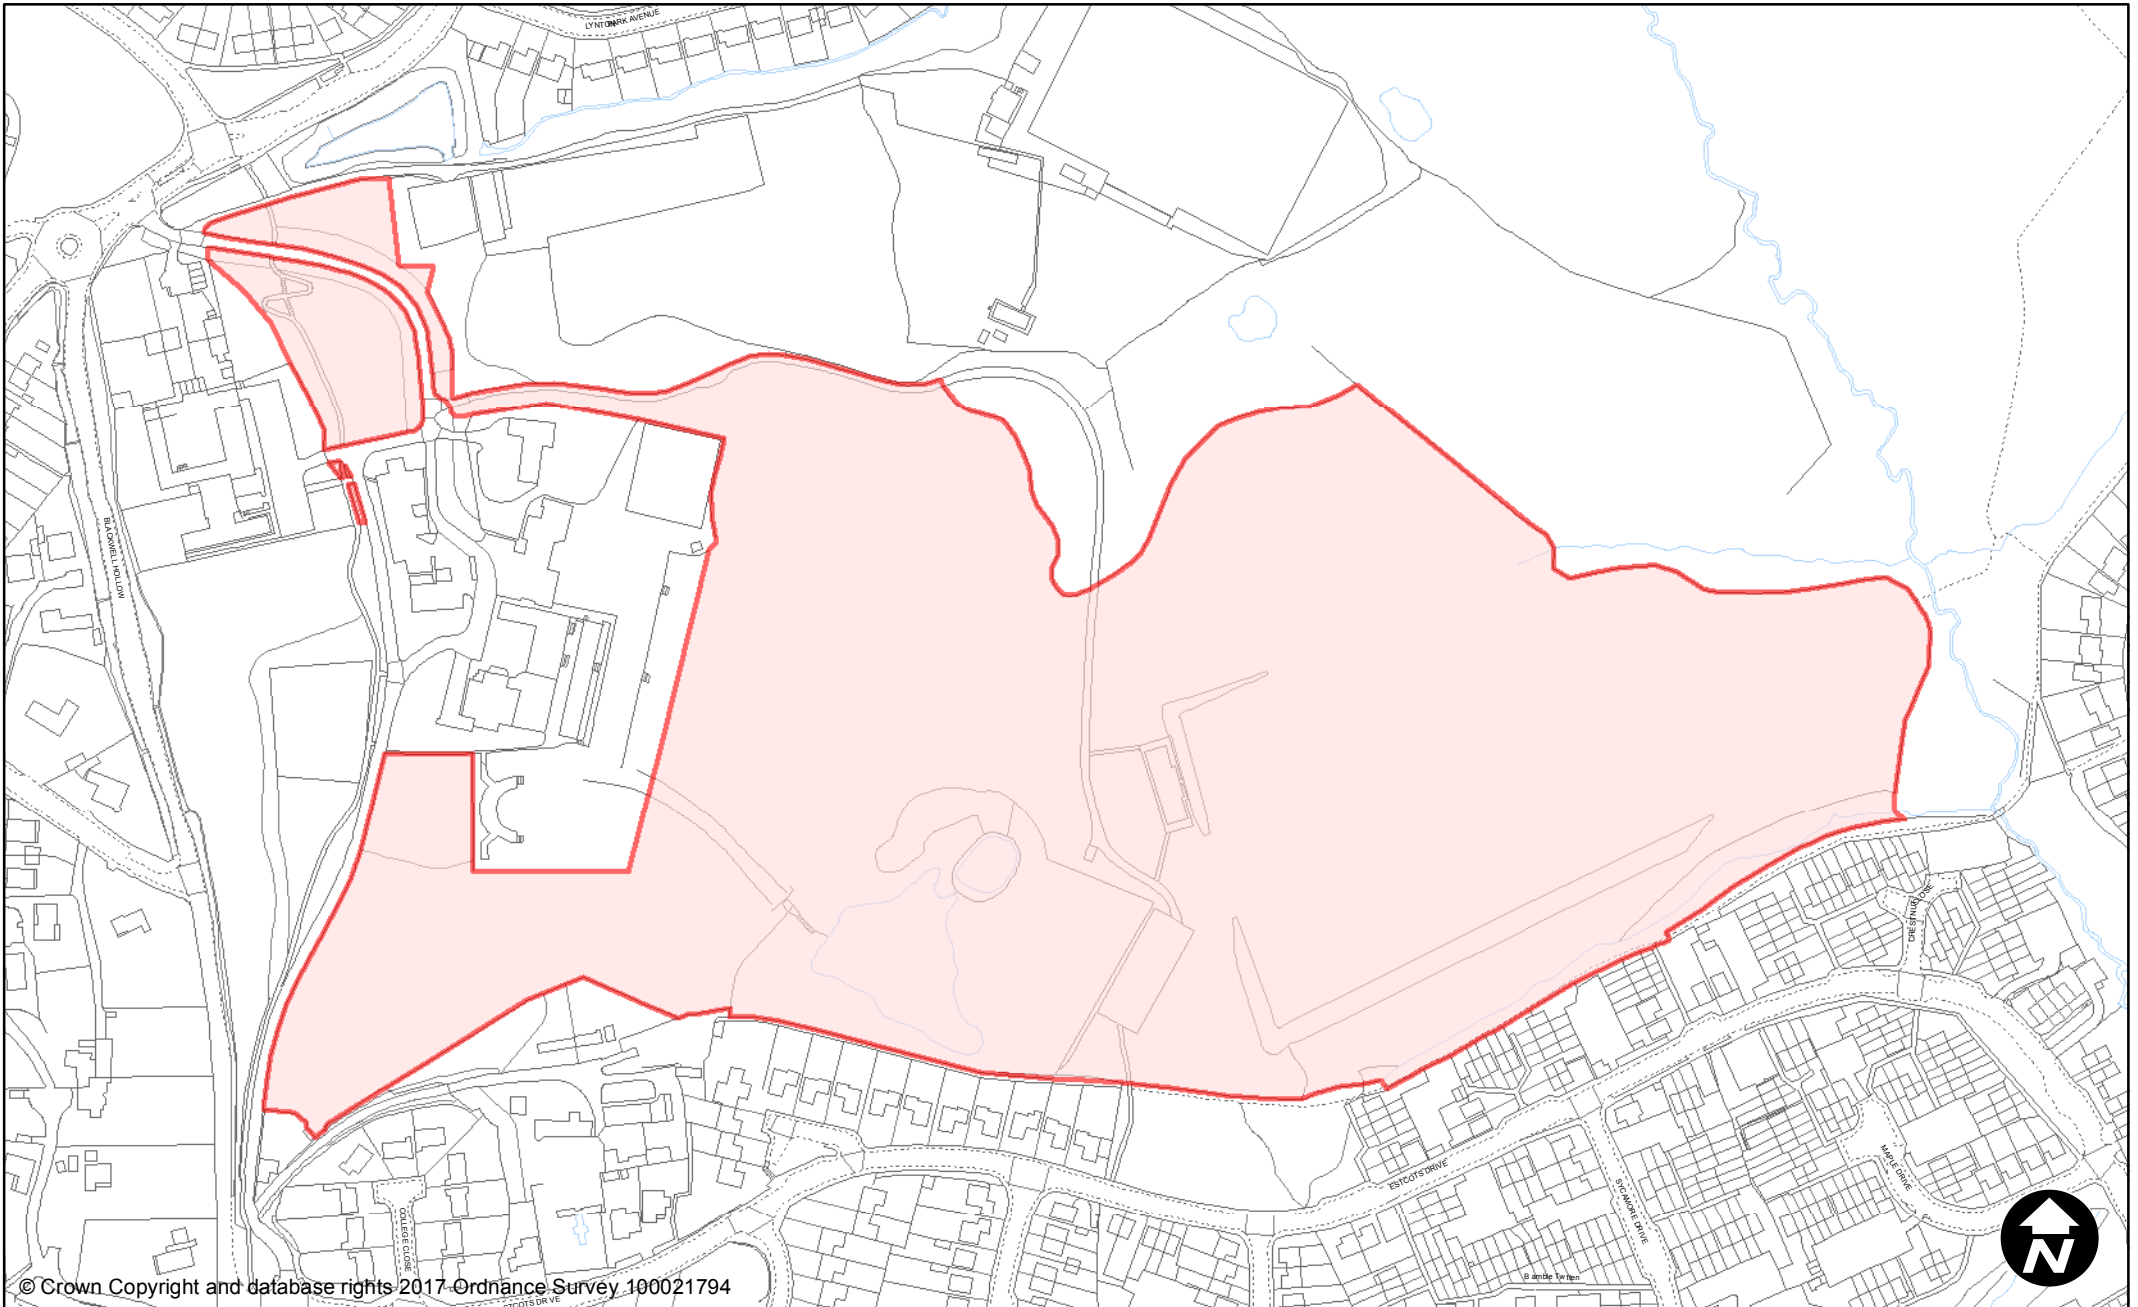 LYNTON PARK AVENUE
BLACKWELL HOLLOW
CHESTNUT CLOSE
ESTCOTS DRIVE
MAPLE DRIVE
SYCAMORE DRIVE
COLLEGE CLOSE
N
© Crown Copyright and database rights 2017 Ordnance Survey 100021794